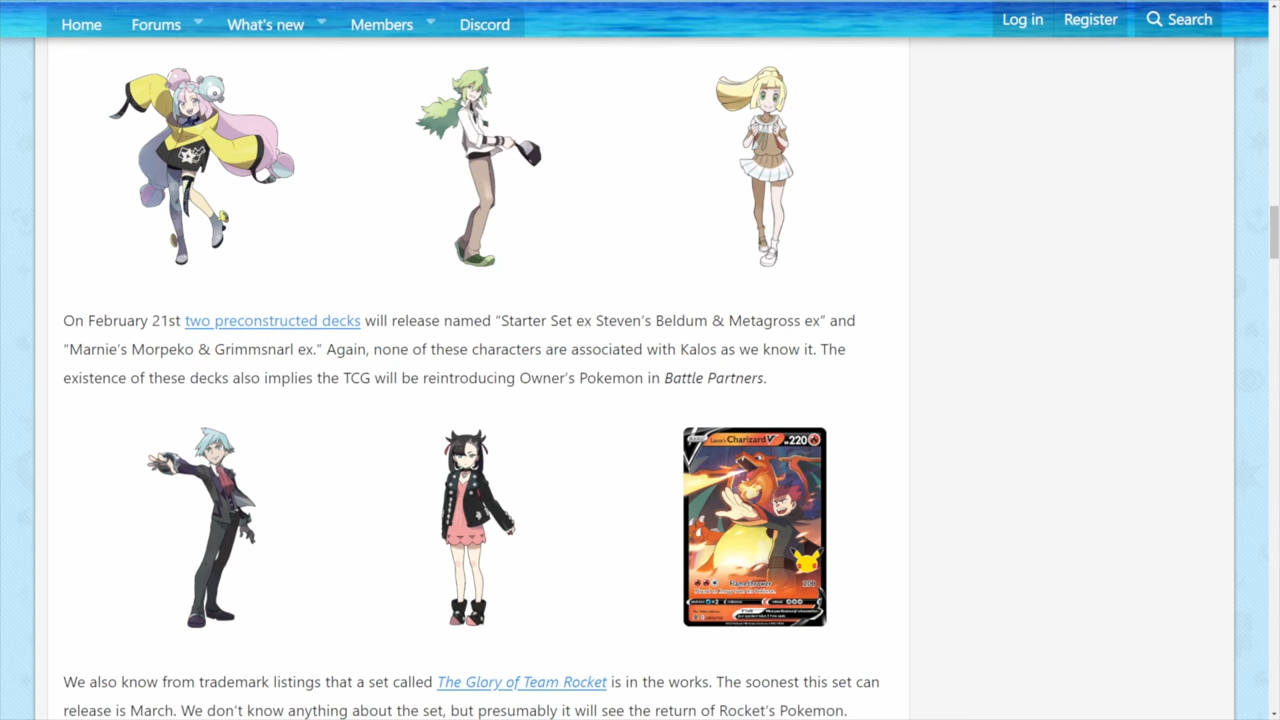 Home Forums What's new Members Discord Log in Register Search
On February 21st two preconstructed decks will release named “Starter Set ex Steven’s Beldum & Metagross ex” and
“Marnie’s Morpeko & Grimmsnarl ex.” Again, none of these characters are associated with Kalos as we know it. The
existence of these decks also implies the TCG will be reintroducing Owner’s Pokemon in Battle Partners.
Lance's Charizard V 220
Flamethrower
We also know from trademark listings that a set called The Glory of Team Rocket is in the works. The soonest this set can
release is March. We don’t know anything about the set, but presumably it will see the return of Rocket’s Pokemon.